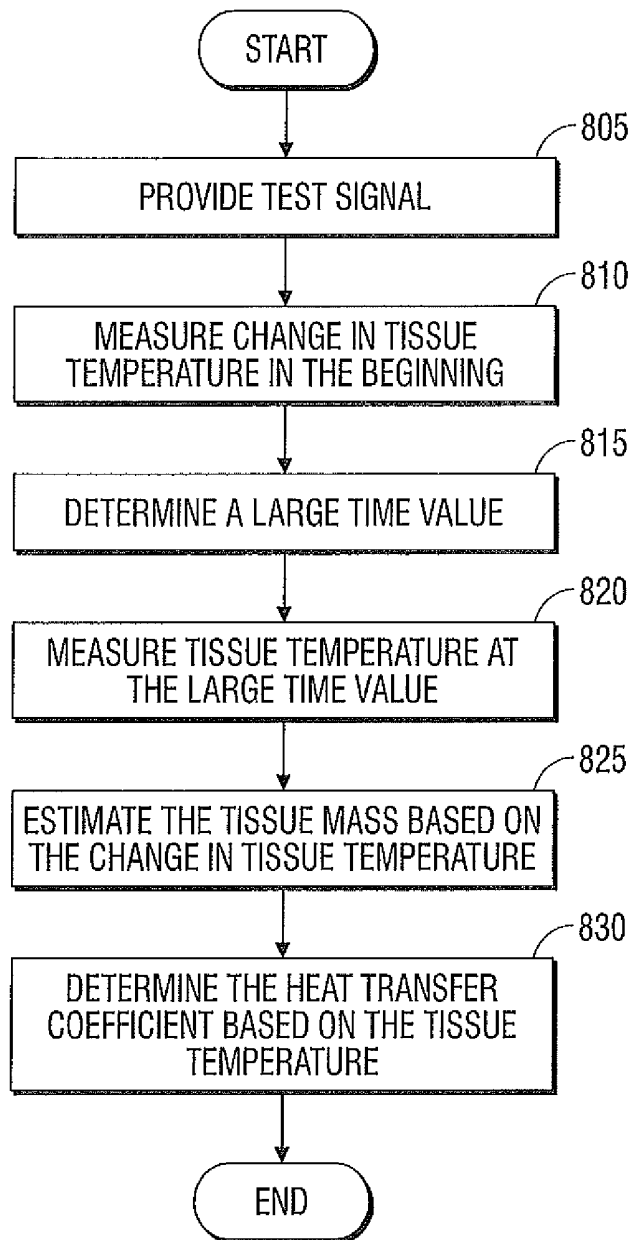 START
805
PROVIDE TEST SIGNAL
810
MEASURE CHANGE IN TISSUE
TEMPERATURE IN THE BEGINNING
815
DETERMINE A LARGE TIME VALUE
820
MEASURE TISSUE TEMPERATURE AT
THE LARGE TIME VALUE
825
ESTIMATE THE TISSUE MASS BASED ON
THE CHANGE IN TISSUE TEMPERATURE
830
DETERMINE THE HEAT TRANSFER
COEFFICIENT BASED ON THE TISSUE
TEMPERATURE
END